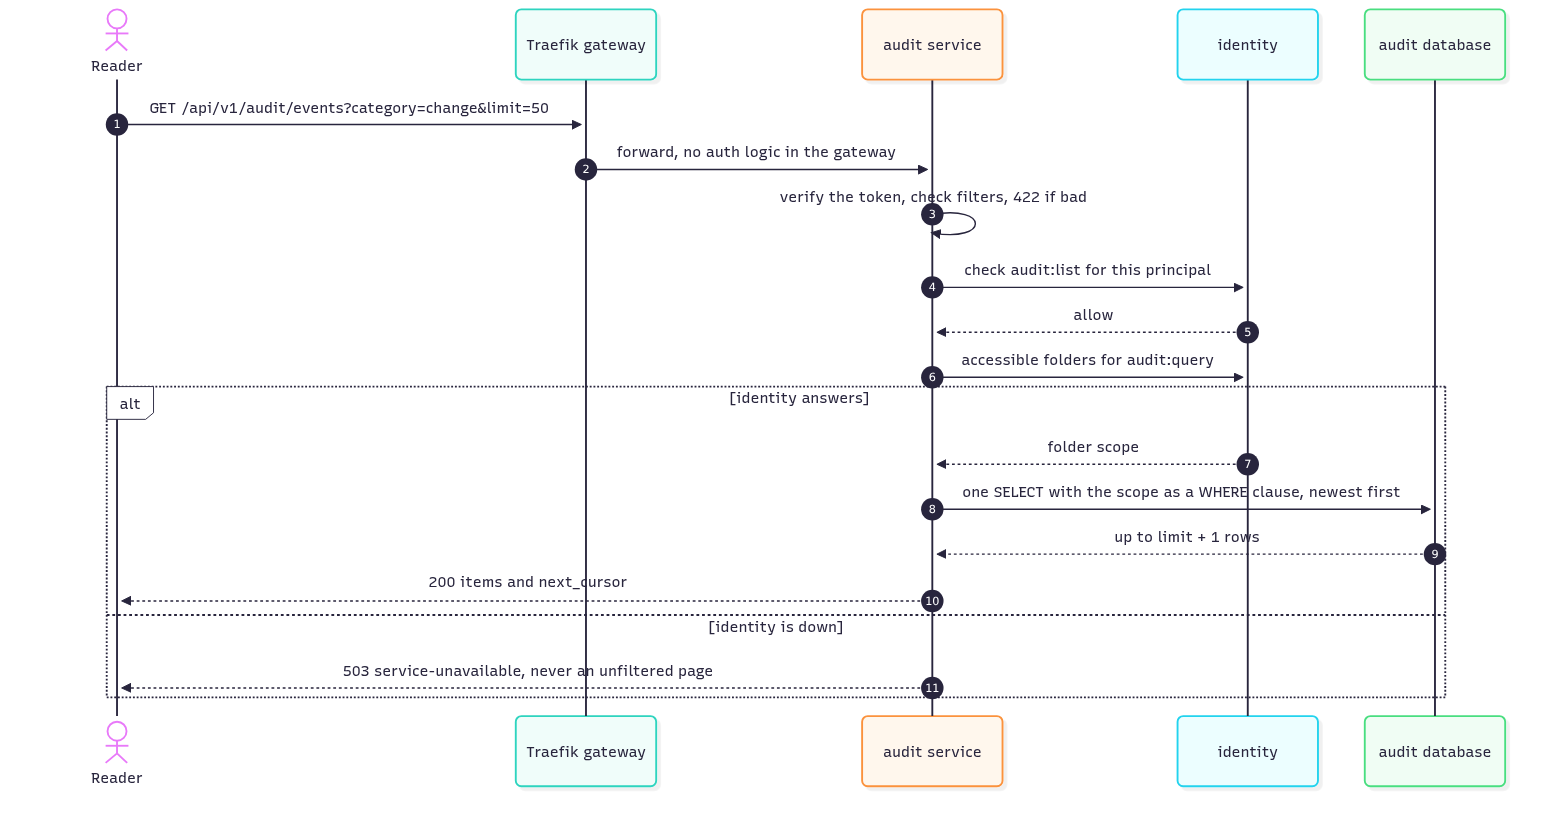 Reader
Traefik gateway
audit service
identity
audit database
GET /api/v1/audit/events?category=change&limit=50
1
forward, no auth logic in the gateway
2
verify the token, check filters, 422 if bad
3
check audit:list for this principal
4
allow
5
accessible folders for audit:query
6
alt
[identity answers]
folder scope
7
one SELECT with the scope as a WHERE clause, newest first
8
up to limit + 1 rows
9
200 items and next_cursor
10
[identity is down]
503 service-unavailable, never an unfiltered page
11
Reader
Traefik gateway
audit service
identity
audit database